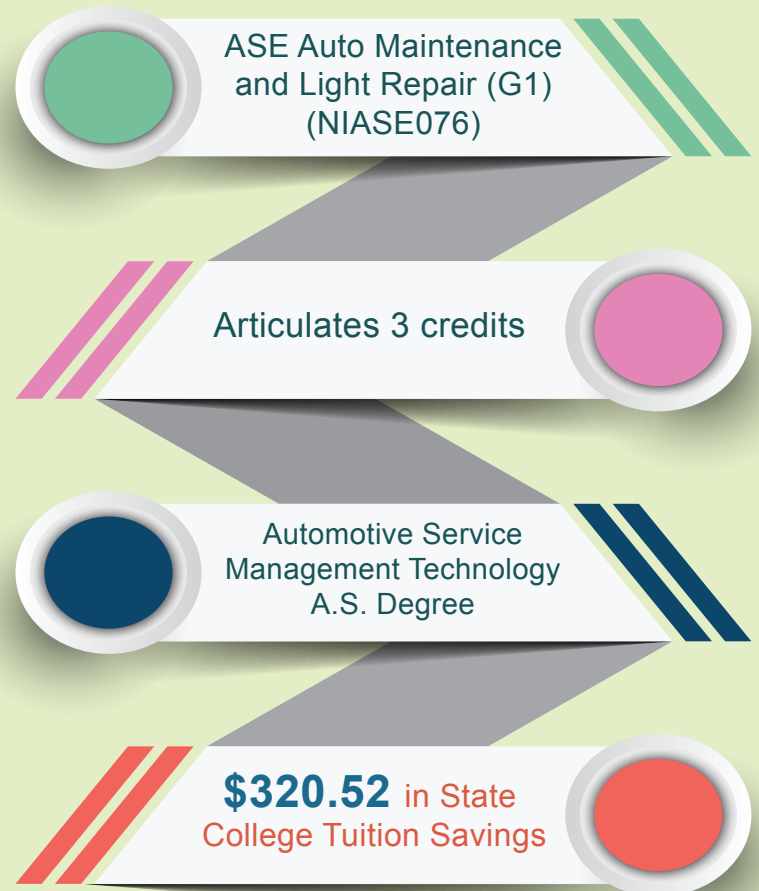 ASE Auto Maintenance
and Light Repair (G1)
(NIASE076)
Articulates 3 credits
Automotive Service
Management Technology
A.S. Degree
$320.52 in State
College Tuition Savings